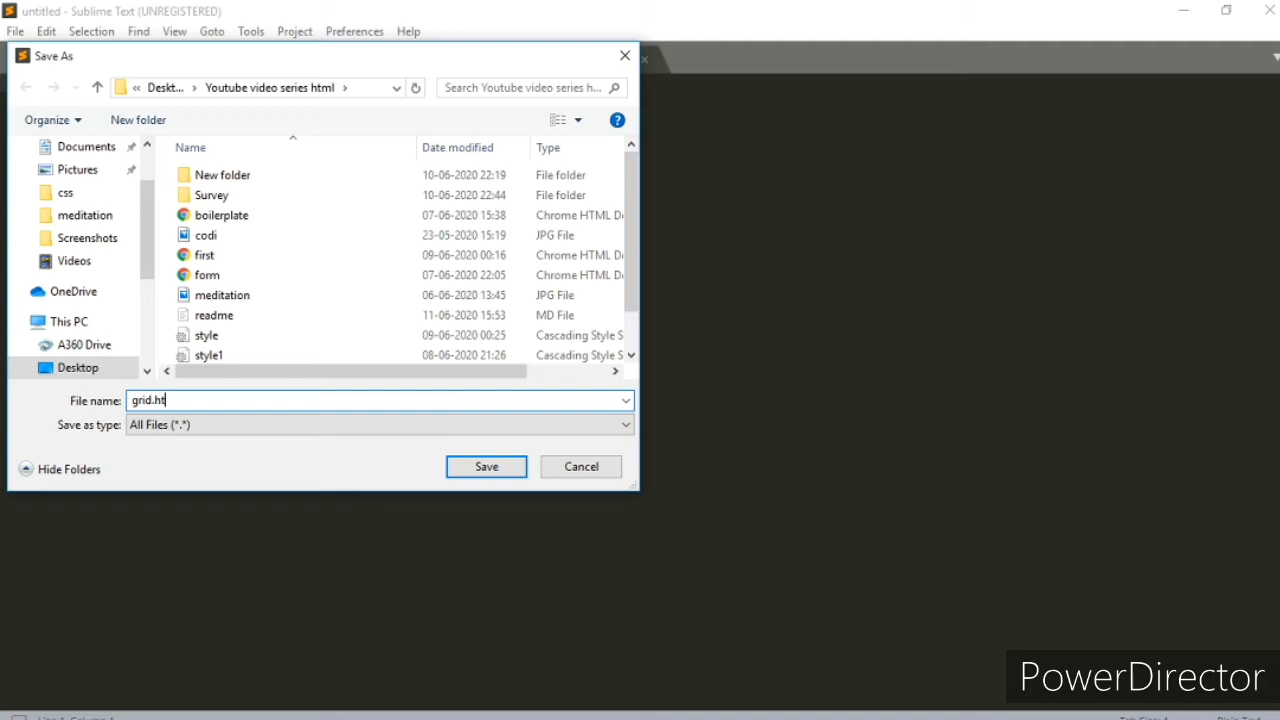 untitled - Sublime Text (UNREGISTERED)
File Edit Selection Find View Goto Tools Project Preferences Help
Save As
« Deskt... › Youtube video series html ›
Search Youtube video series h...
Organize New folder
Documents
Pictures
css
meditation
Screenshots
Videos
OneDrive
This PC
A360 Drive
Desktop
Name Date modified Type
New folder 10-06-2020 22:19 File folder
Survey 10-06-2020 22:44 File folder
boilerplate 07-06-2020 15:38 Chrome HTML D
codi 23-05-2020 15:19 JPG File
first 09-06-2020 00:16 Chrome HTML D
form 07-06-2020 22:05 Chrome HTML D
meditation 06-06-2020 13:45 JPG File
readme 11-06-2020 15:53 MD File
style 09-06-2020 00:25 Cascading Style S
style1 08-06-2020 21:26 Cascading Style S
File name: grid.ht
Save as type: All Files (*.*)
Hide Folders Save Cancel
PowerDirector